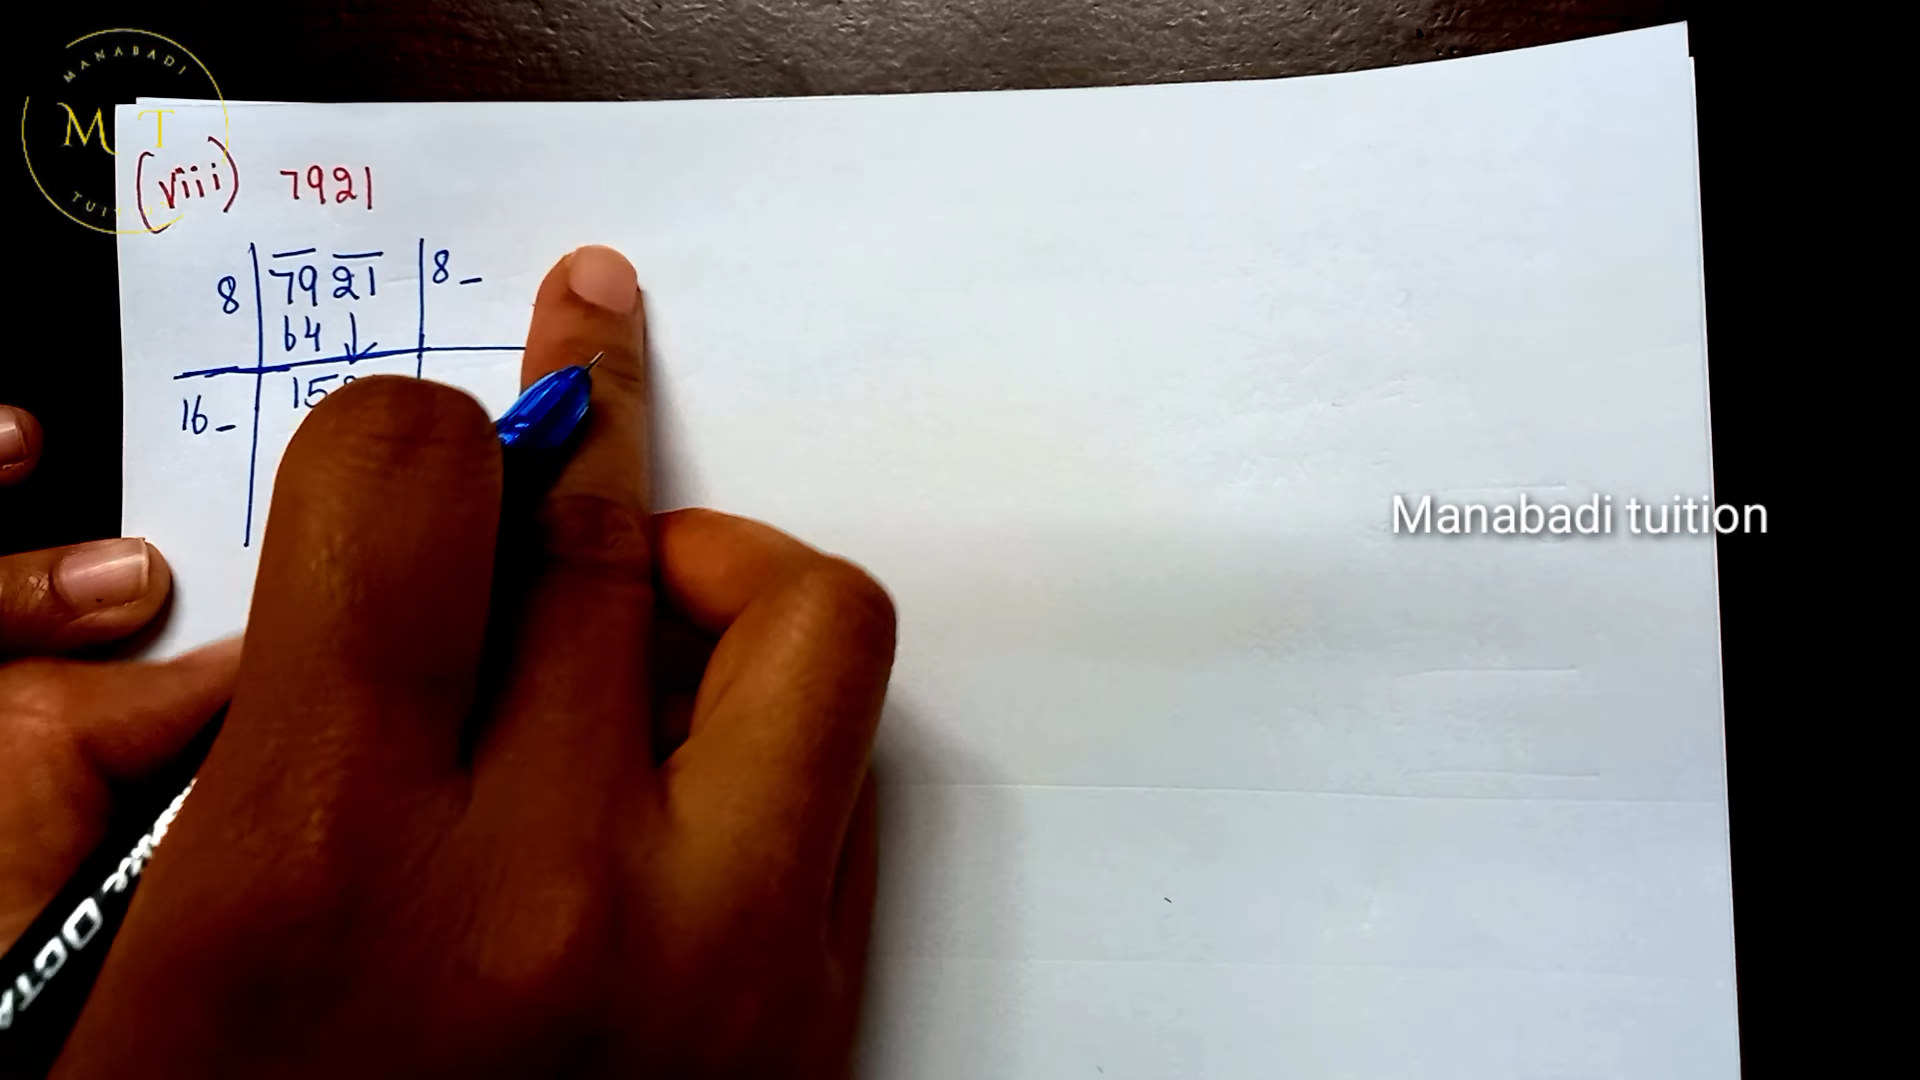 MANABADI
M T
(viii) 7921
8 79 21 8_
64 ↓
16_ 15
Manabadi tuition